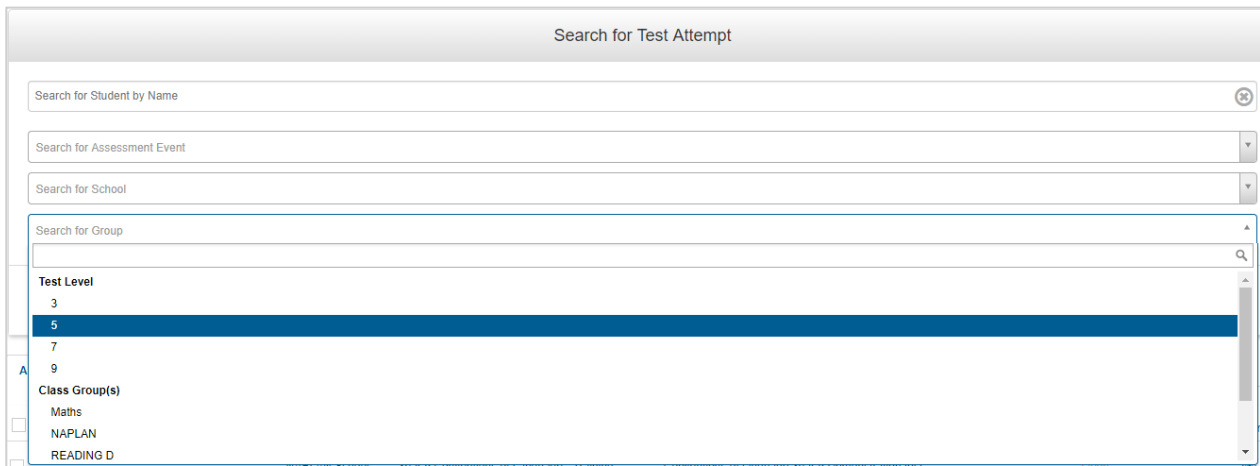 Search for Test Attempt
Search for Student by Name
Search for Assessment Event
Search for School
Search for Group
Test Level
3
5
7
9
A
Class Group(s)
Maths
NAPLAN
READING D